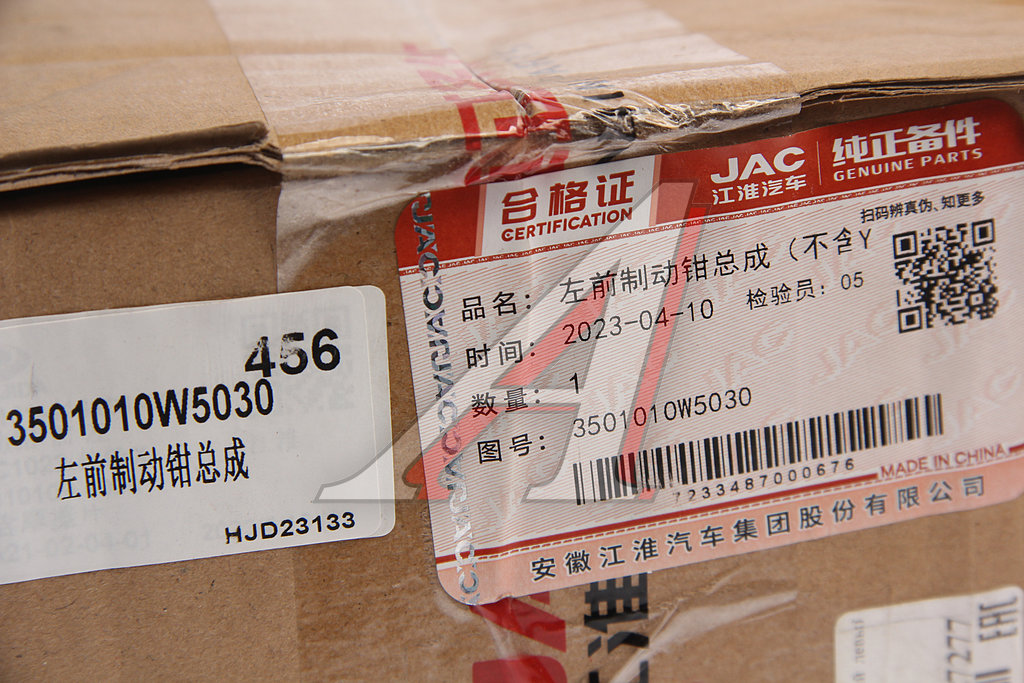 456
3501010W5030
左前制动钳总成
HJD23133
合格证
CERTIFICATION
JAC
江淮汽车
纯正备件
GENUINE PARTS
扫码辨真伪、知更多
品名: 左前制动钳总成（不含Y
时间: 2023-04-10 检验员: 05
数量: 1
图号: 3501010W5030
7233487000676
MADE IN CHINA
安徽江淮汽车集团股份有限公司
淮
левый
7277
EAC